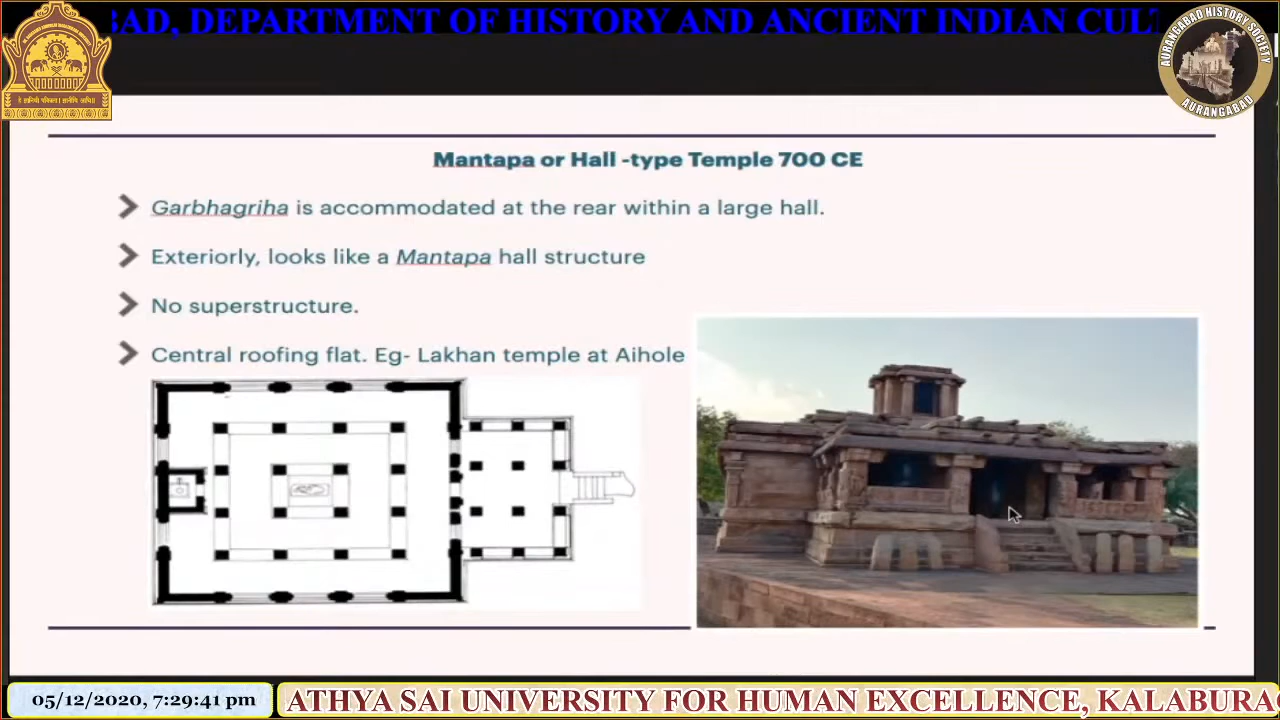 BAD, DEPARTMENT OF HISTORY AND ANCIENT INDIAN CULT
AURANGABAD HISTORY SOCIETY
AURANGABAD
Mantapa or Hall -type Temple 700 CE
Garbhagriha is accommodated at the rear within a large hall.
Exteriorly, looks like a Mantapa hall structure
No superstructure.
Central roofing flat. Eg- Lakhan temple at Aihole
05/12/2020, 7:29:41 pm
ATHYA SAI UNIVERSITY FOR HUMAN EXCELLENCE, KALABURA